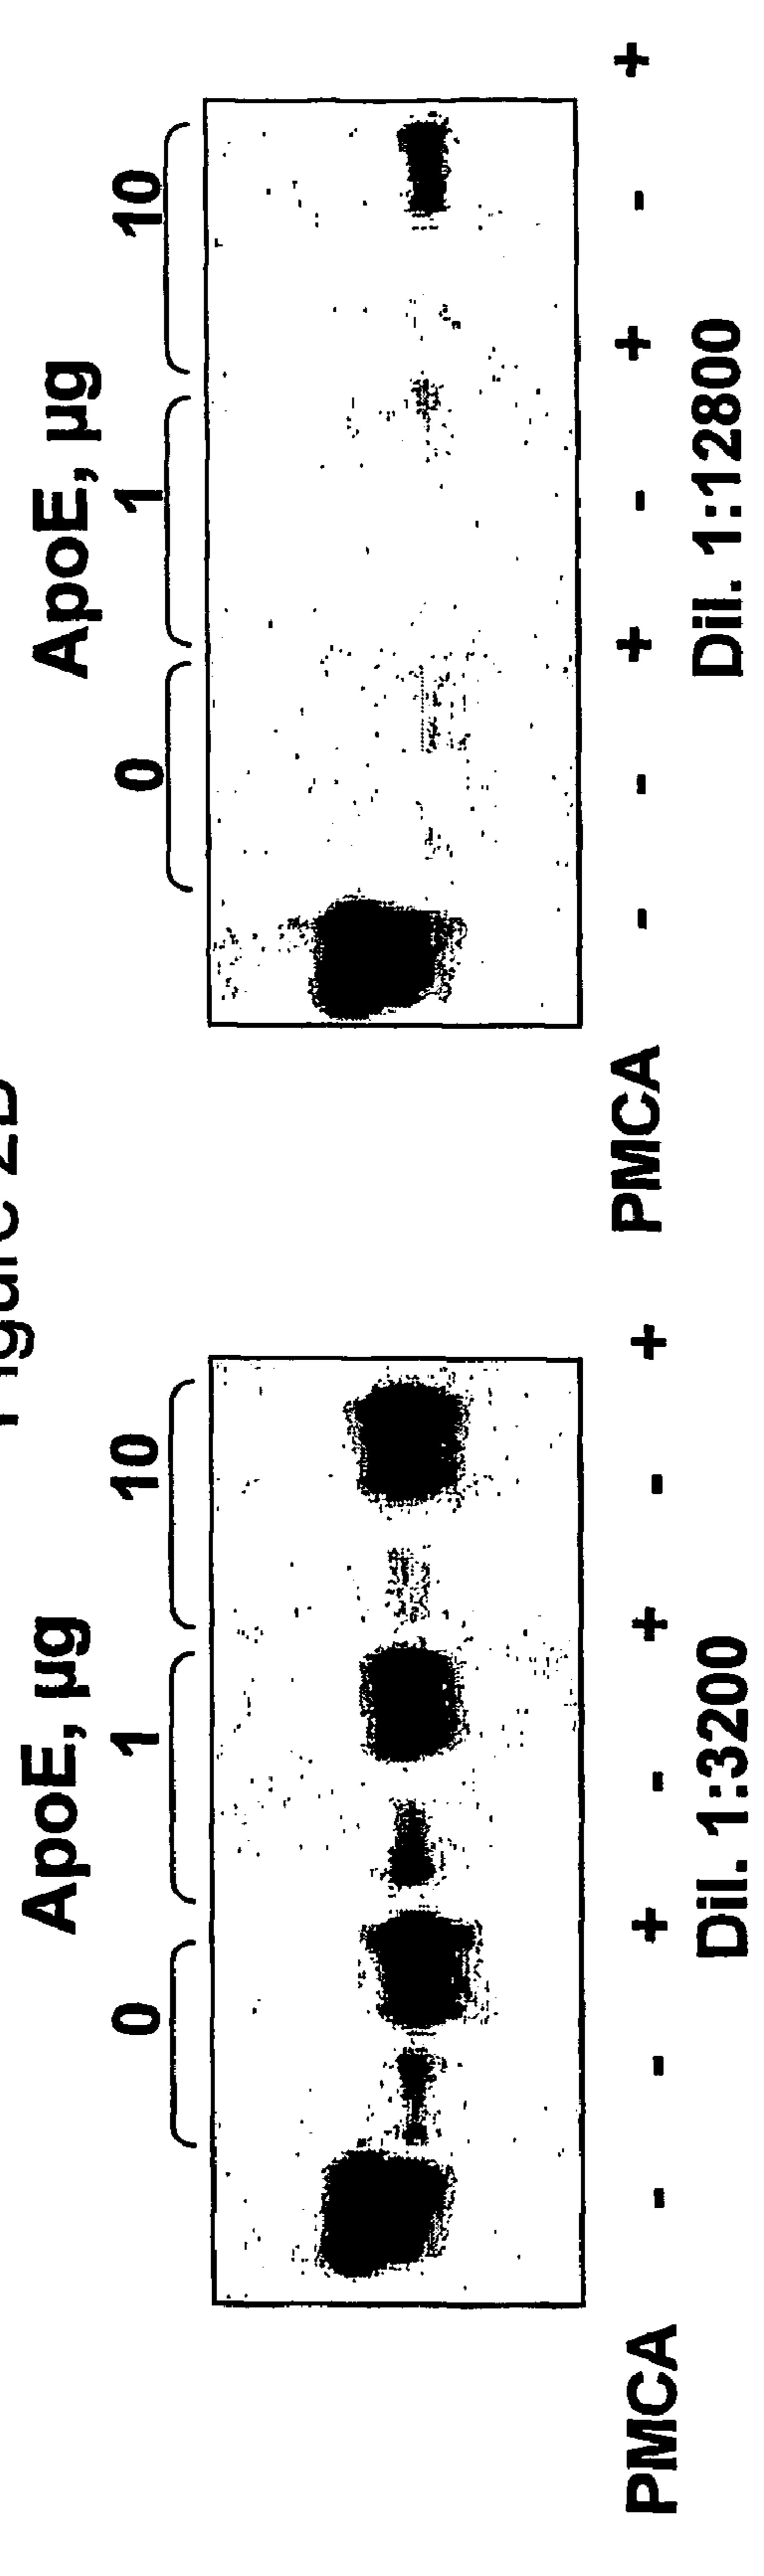 Figure
ApoE, µg
0 1 10
PMCA - - + - + - +
Dil. 1:3200
ApoE, µg
0 1 10
PMCA - - + - + - +
Dil. 1:12800